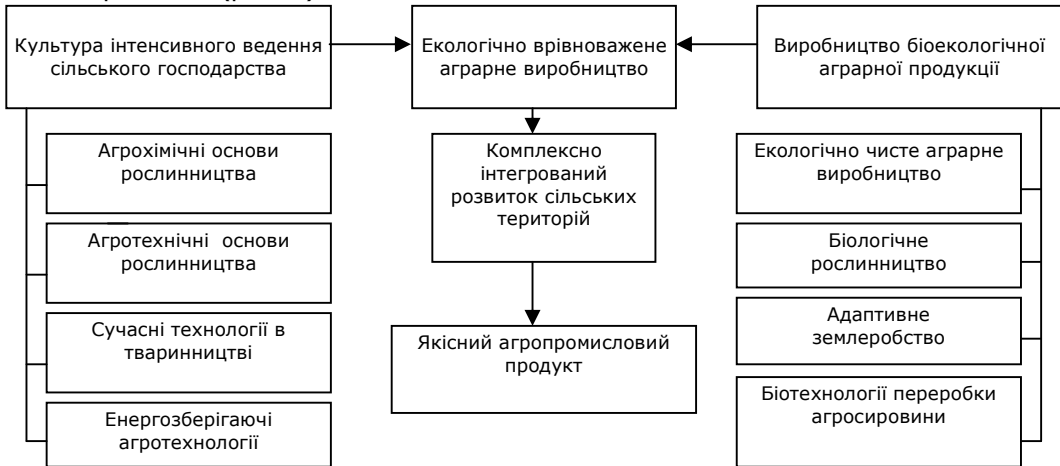 Культура інтенсивного ведення
сільського господарства
Екологічно врівноважене
аграрне виробництво
Виробництво біоекологічної
аграрної продукції
Агрохімічні основи
рослинництва
Агротехнічні основи
рослинництва
Сучасні технології в
тваринництві
Енергозберігаючі
агротехнології
Комплексно
інтегрований
розвиток сільських
територій
Якісний агропромисловий
продукт
Екологічно чисте аграрне
виробництво
Біологічне
рослинництво
Адаптивне
землеробство
Біотехнології переробки
агросировини